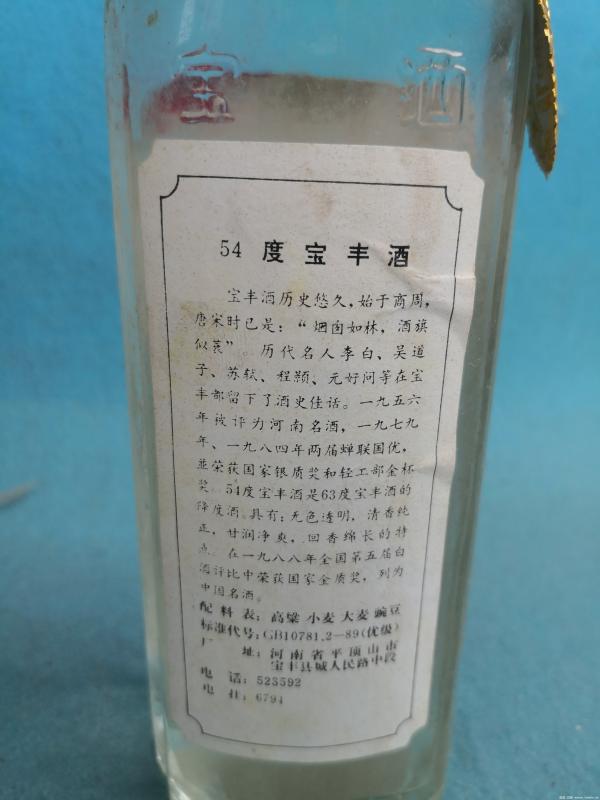 宝 酒
54 度 宝 丰 酒
宝丰酒历史悠久,始于商周,
唐宋时已是:“烟囱如林,酒旗
似蓑”。历代名人李白、吴道
子、苏轼、程颢、元好问等在宝
丰都留下了酒史佳话。一九五六
年被评为河南名酒,一九七九
年、一九八四年两届蝉联国优,
並荣获国家银质奖和轻工部金杯
奖。54度宝丰酒是63度宝丰酒的
降度酒。具有:无色透明,清香纯
正,甘润净爽,回香绵长的特
点。在一九八八年全国第五届白
酒评比中荣获国家金质奖,列为
中国名酒。
配 料 表:高粱 小麦 大麦 豌豆
标准代号:GB10781.2—89(优级)
厂 址:河南省平顶山市
宝丰县城人民路中段
电 话:523592
电 挂:6791